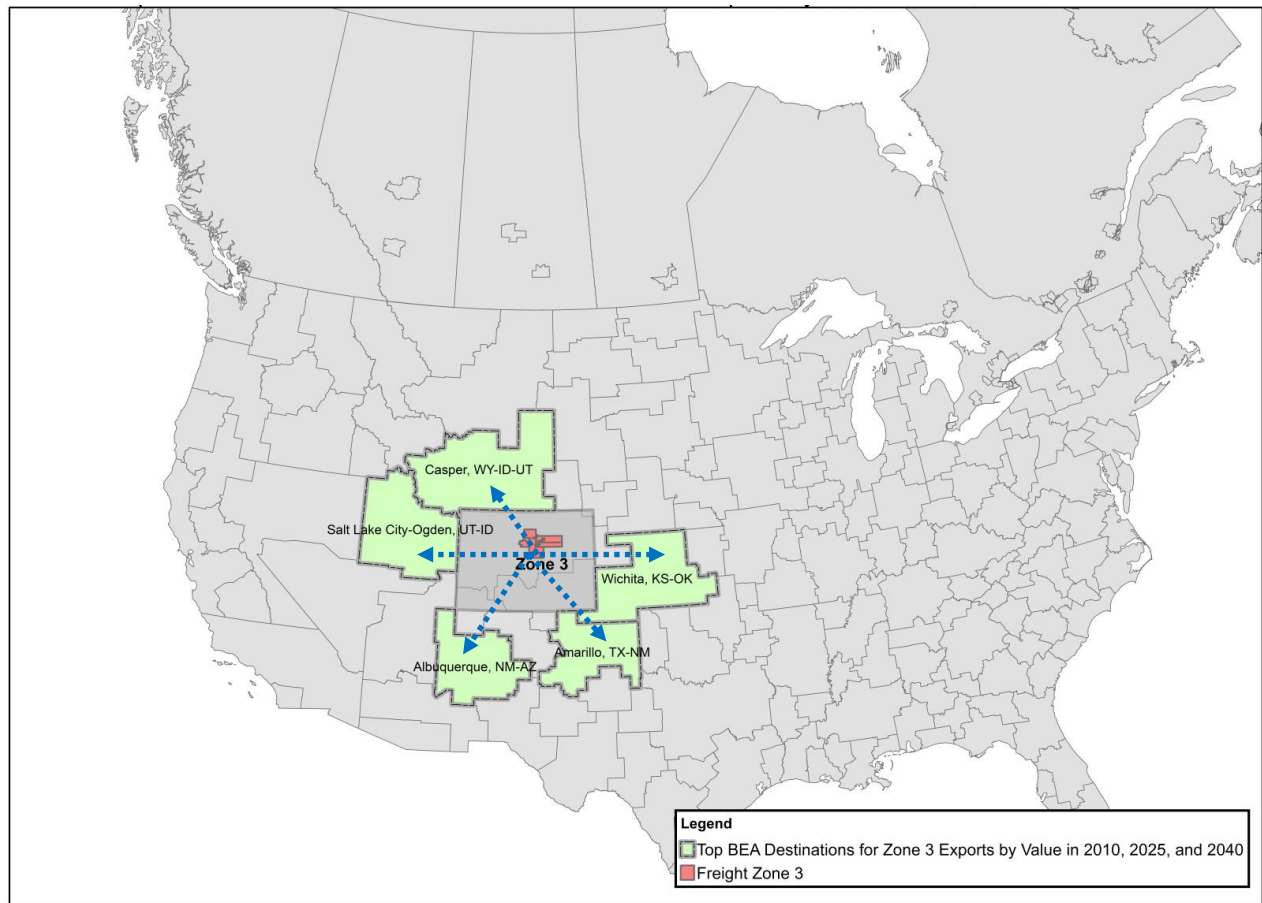 Casper, WY-ID-UT
Salt Lake City-Ogden, UT-ID
Zone 3
Wichita, KS-OK
Amarillo, TX-NM
Albuquerque, NM-AZ
Legend
Top BEA Destinations for Zone 3 Exports by Value in 2010, 2025, and 2040
Freight Zone 3